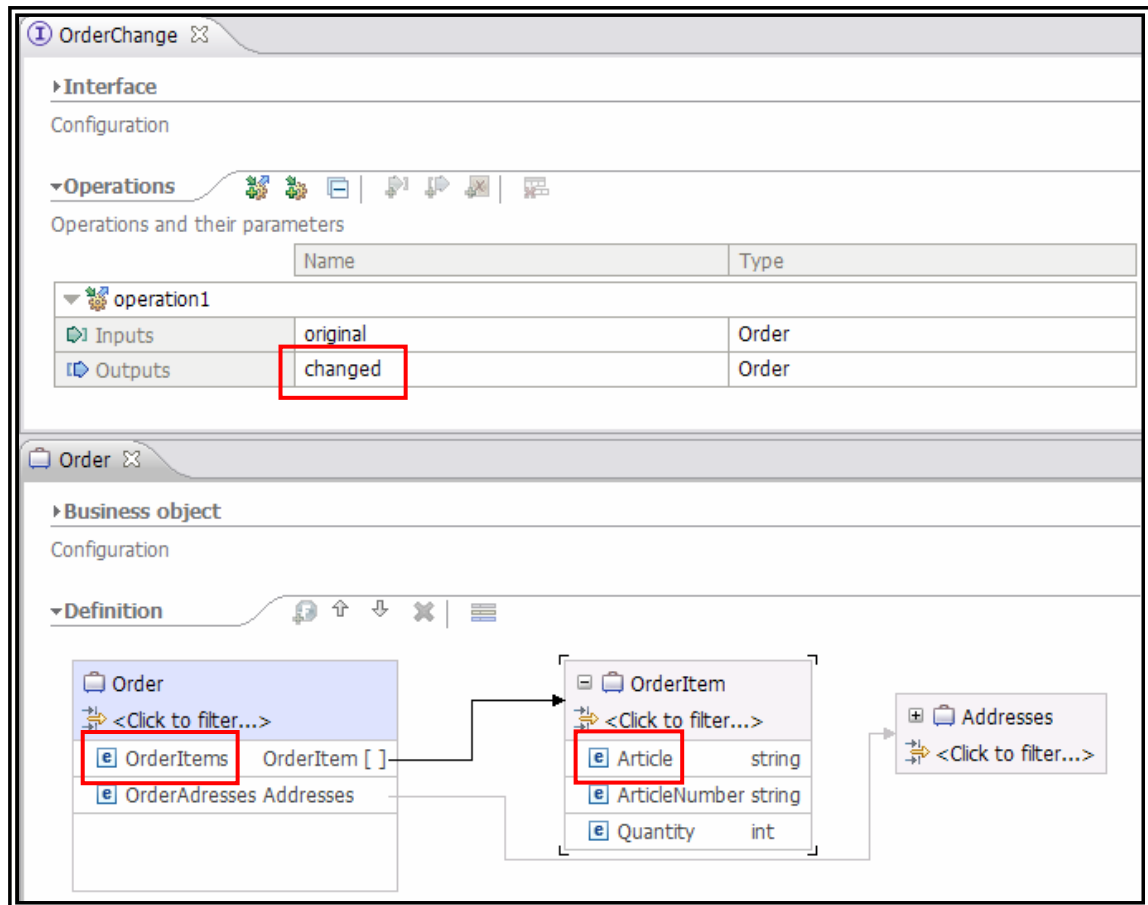 OrderChange
Interface
Configuration
Operations
Operations and their parameters
Name Type
operation1
Inputs original Order
Outputs changed Order
Order
Business object
Configuration
Definition
Order
<Click to filter...>
e OrderItems OrderItem [ ]
e OrderAdresses Addresses
OrderItem
<Click to filter...>
e Article string
e ArticleNumber string
e Quantity int
Addresses
<Click to filter...>